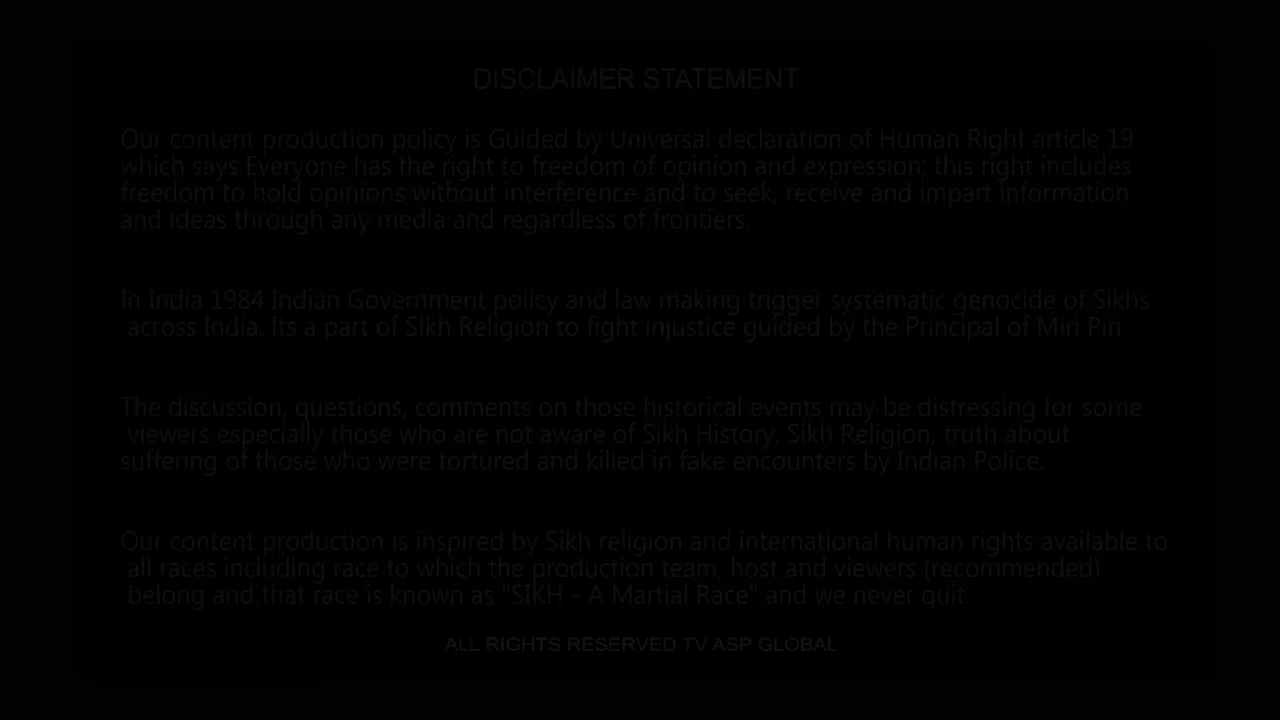 DISCLAIMER STATEMENT
Our content production policy is Guided by Universal declaration of Human Right article 19
which says Everyone has the right to freedom of opinion and expression; this right includes
freedom to hold opinions without interference and to seek, receive and impart information
and ideas through any media and regardless of frontiers.
In India 1984 Indian Government policy and law making trigger systematic genocide of Sikhs
across India. Its a part of Sikh Religion to fight injustice guided by the Principal of Miri Piri
The discussion, questions, comments on those historical events may be distressing for some
viewers especially those who are not aware of Sikh History, Sikh Religion, truth about
suffering of those who were tortured and killed in fake encounters by Indian Police.
Our content production is inspired by Sikh religion and international human rights available to
all races including race to which the production team, host and viewers (recommended)
belong and that race is known as "SIKH - A Martial Race" and we never quit.
ALL RIGHTS RESERVED TV ASP GLOBAL